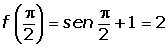 f(π/2) = sen π/2 + 1 = 2